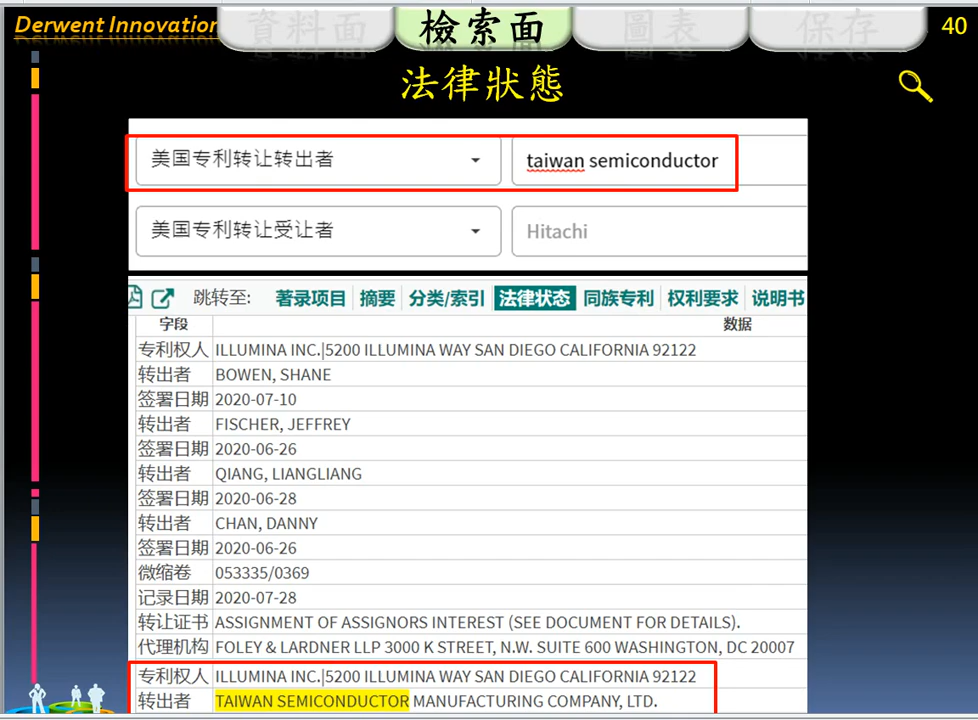 Derwent Innovation
資料面
檢索面
圖表
保存
40
法律狀態
美国专利转让转出者
taiwan semiconductor
美国专利转让受让者
Hitachi
跳转至: 著录项目 摘要 分类/索引 法律状态 同族专利 权利要求 说明书
字段 数据
专利权人 ILLUMINA INC.|5200 ILLUMINA WAY SAN DIEGO CALIFORNIA 92122
转出者 BOWEN, SHANE
签署日期 2020-07-10
转出者 FISCHER, JEFFREY
签署日期 2020-06-26
转出者 QIANG, LIANGLIANG
签署日期 2020-06-28
转出者 CHAN, DANNY
签署日期 2020-06-26
微缩卷 053335/0369
记录日期 2020-07-28
转让证书 ASSIGNMENT OF ASSIGNORS INTEREST (SEE DOCUMENT FOR DETAILS).
代理机构 FOLEY & LARDNER LLP 3000 K STREET, N.W. SUITE 600 WASHINGTON, DC 20007
专利权人 ILLUMINA INC.|5200 ILLUMINA WAY SAN DIEGO CALIFORNIA 92122
转出者 TAIWAN SEMICONDUCTOR MANUFACTURING COMPANY, LTD.